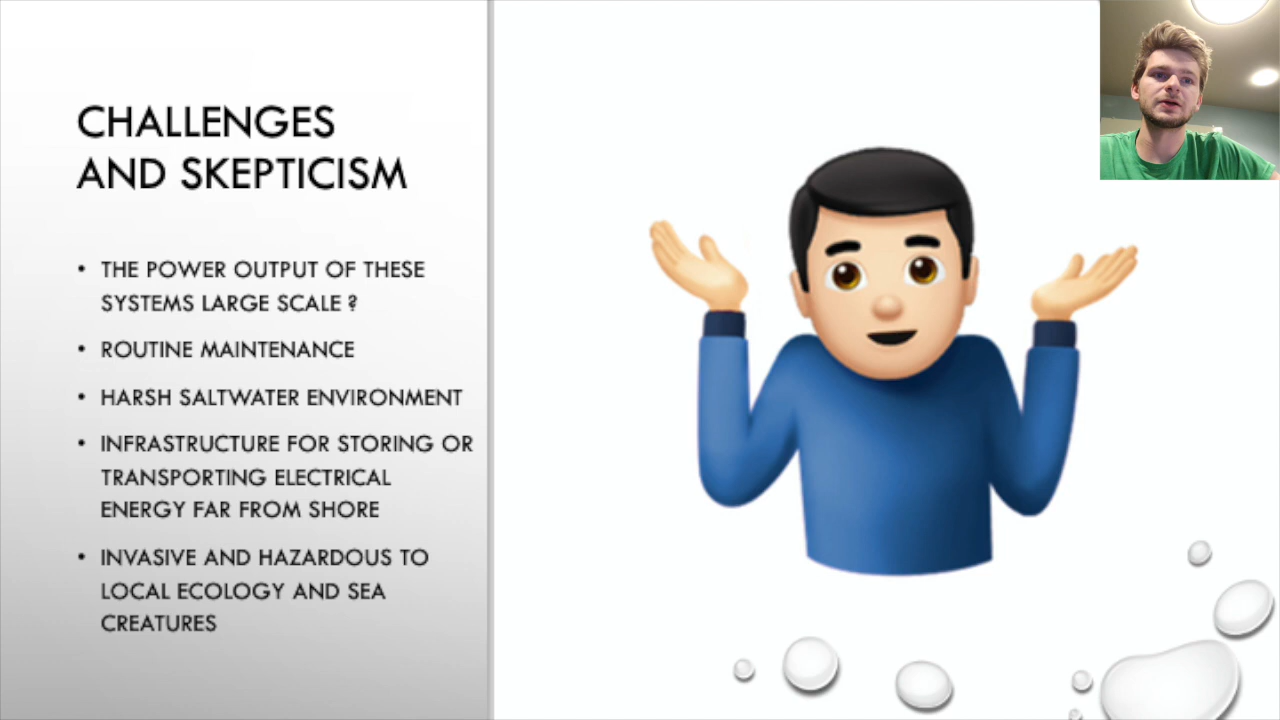 CHALLENGES
AND SKEPTICISM
• THE POWER OUTPUT OF THESE
SYSTEMS LARGE SCALE ?
• ROUTINE MAINTENANCE
• HARSH SALTWATER ENVIRONMENT
• INFRASTRUCTURE FOR STORING OR
TRANSPORTING ELECTRICAL
ENERGY FAR FROM SHORE
• INVASIVE AND HAZARDOUS TO
LOCAL ECOLOGY AND SEA
CREATURES